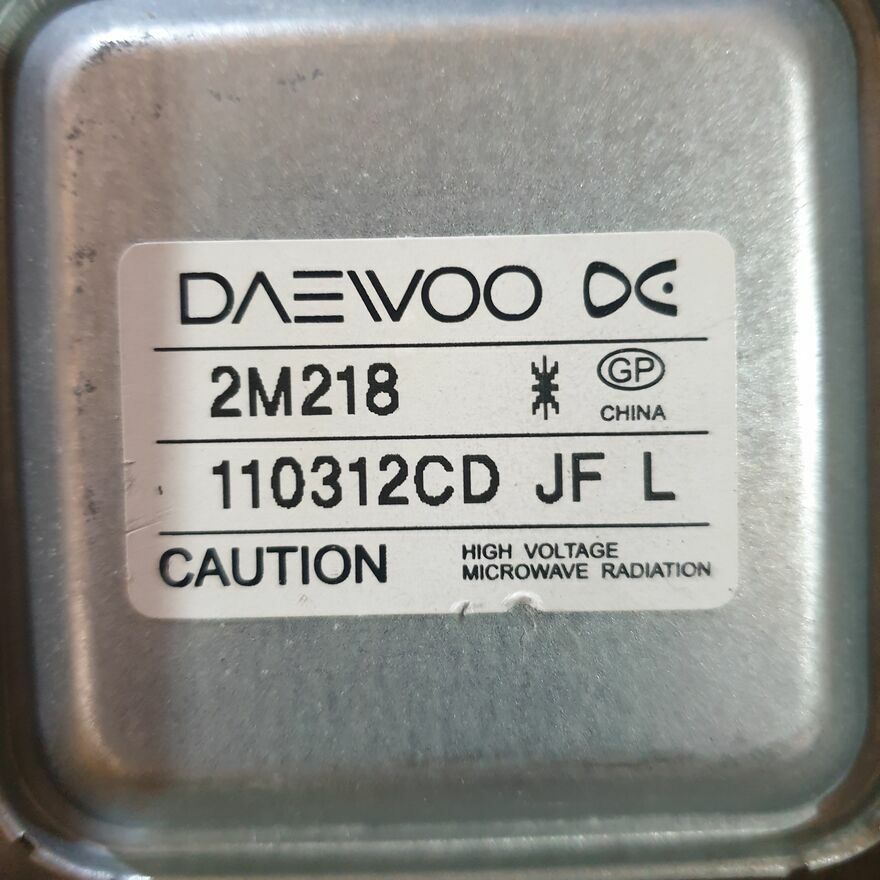 DAEWOO
2M218 GP
CHINA
110312CD JF L
CAUTION HIGH VOLTAGE
MICROWAVE RADIATION